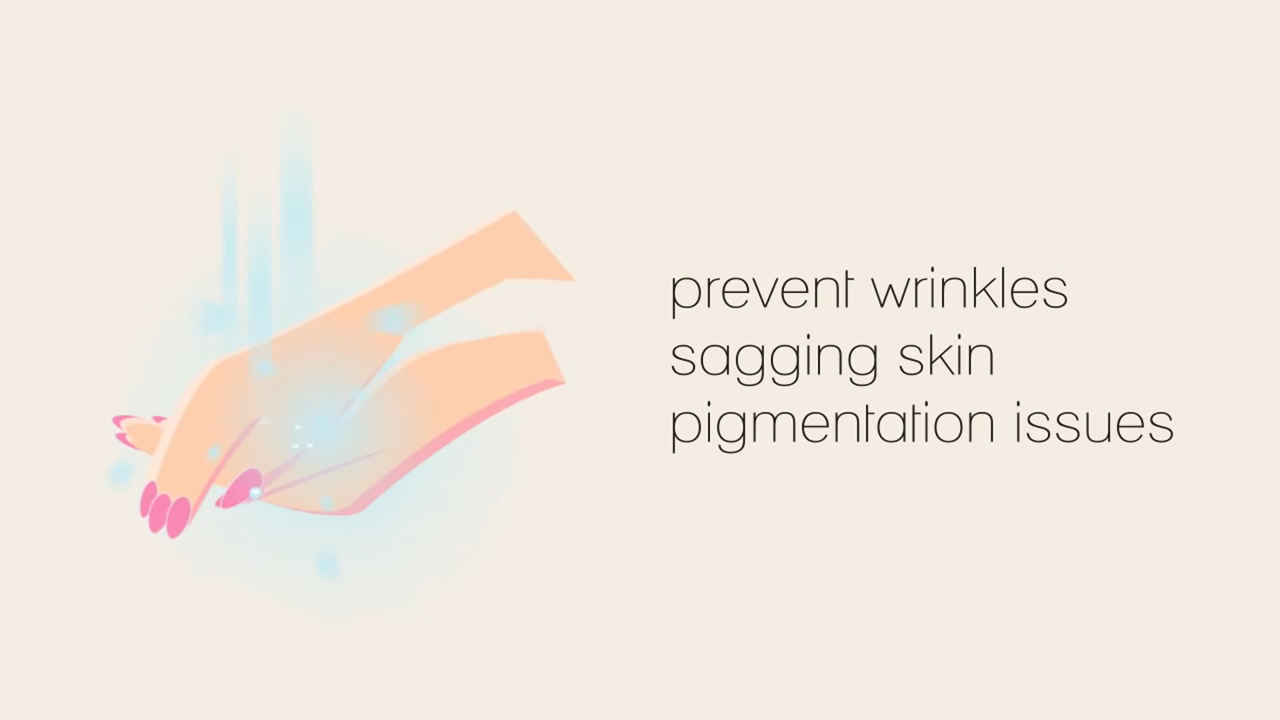 prevent wrinkles
sagging skin
pigmentation issues